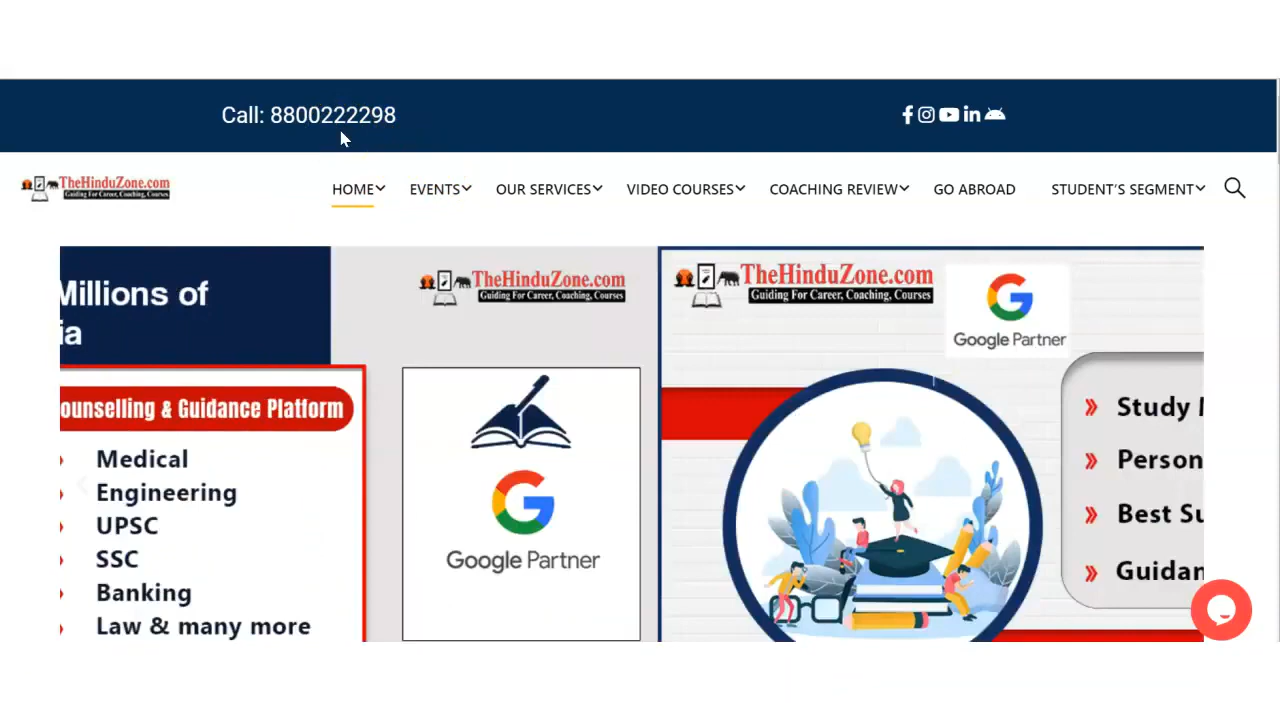 Call: 8800222298
TheHinduZone.com
Guiding For Career, Coaching, Courses
HOME EVENTS OUR SERVICES VIDEO COURSES COACHING REVIEW GO ABROAD STUDENT'S SEGMENT
Millions of
ia
ounselling & Guidance Platform
Medical
Engineering
UPSC
SSC
Banking
Law & many more
TheHinduZone.com
Guiding For Career, Coaching, Courses
Google Partner
TheHinduZone.com
Guiding For Career, Coaching, Courses
Google Partner
Study
Person
Best Su
Guidan